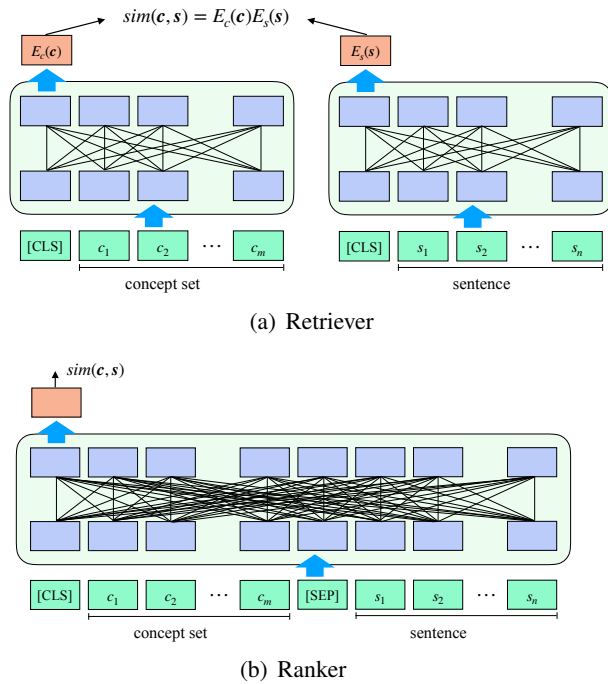 sim(c, s) = E_c(c)E_s(s)
E_c(c) E_s(s)
[CLS] c_1 c_2 ⋯ c_m [CLS] s_1 s_2 ⋯ s_n
concept set sentence
(a) Retriever
sim(c, s)
[CLS] c_1 c_2 ⋯ c_m [SEP] s_1 s_2 ⋯ s_n
concept set sentence
(b) Ranker